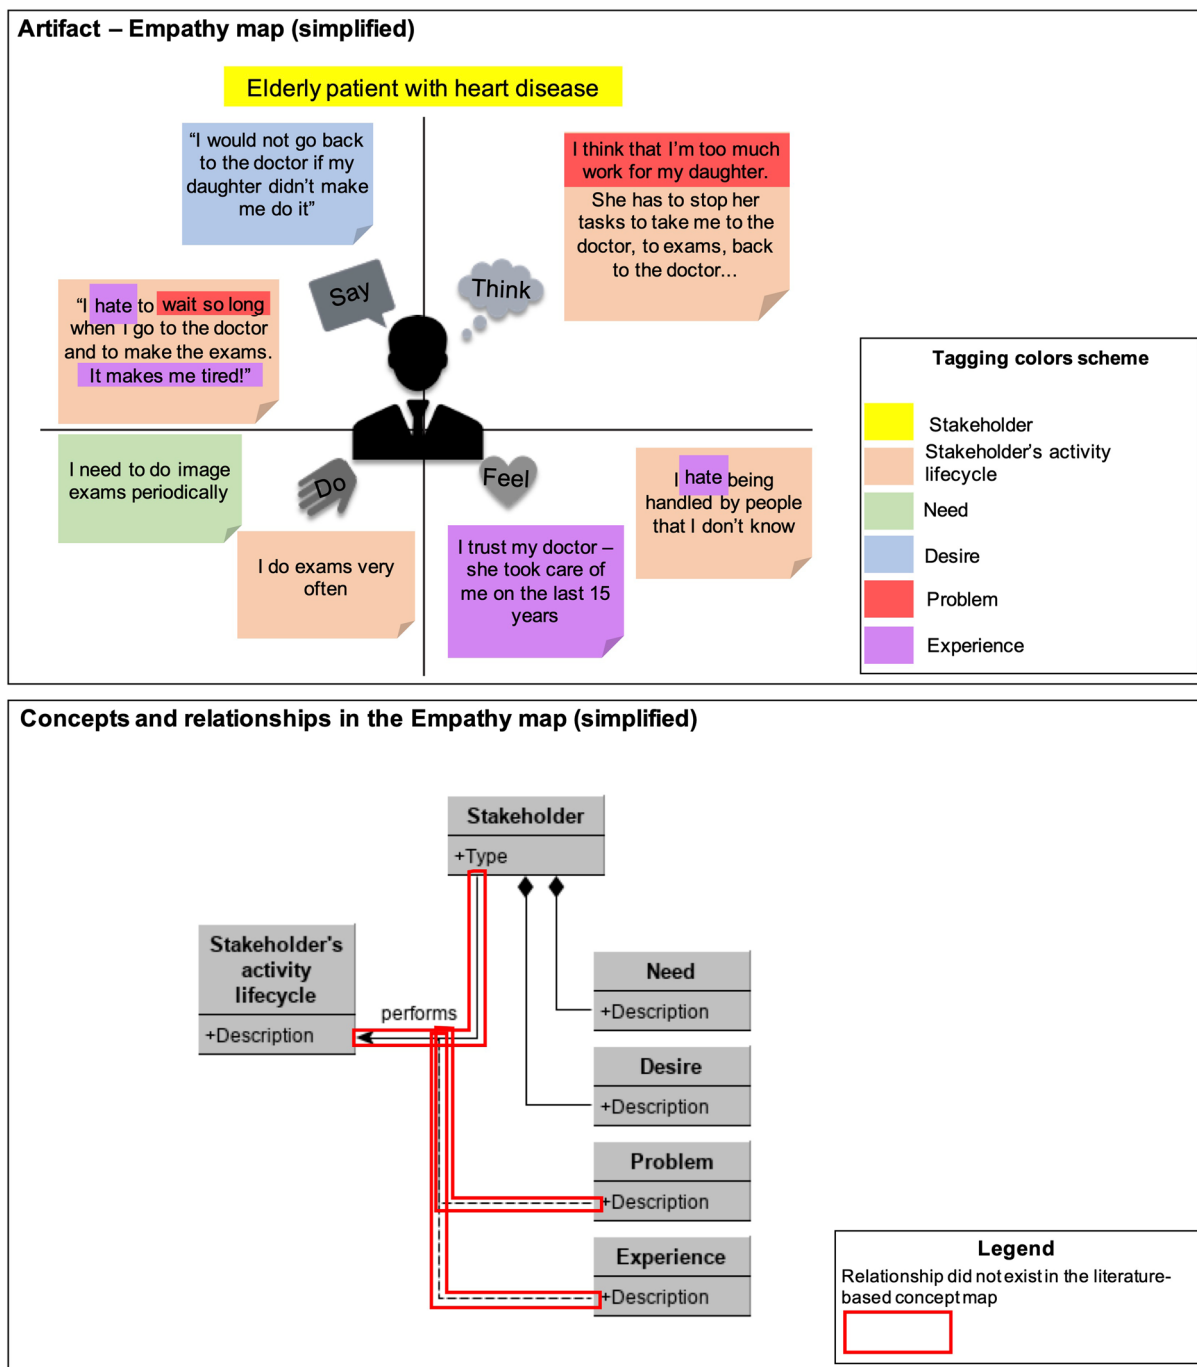 Artifact – Empathy map (simplified)
Elderly patient with heart disease
“I would not go back
to the doctor if my
daughter didn’t make
me do it”
I think that I’m too much
work for my daughter.
She has to stop her
tasks to take me to the
doctor, to exams, back
to the doctor...
Say
Think
“I hate to wait so long
when I go to the doctor
and to make the exams.
It makes me tired!”
I need to do image
exams periodically
Do
Feel
I hate being
handled by people
that I don’t know
I do exams very
often
I trust my doctor –
she took care of
me on the last 15
years
Tagging colors scheme
Stakeholder
Stakeholder’s activity
lifecycle
Need
Desire
Problem
Experience
Concepts and relationships in the Empathy map (simplified)
Stakeholder
+Type
Stakeholder's
activity
lifecycle
+Description
performs
Need
+Description
Desire
+Description
Problem
+Description
Experience
+Description
Legend
Relationship did not exist in the literature-
based concept map